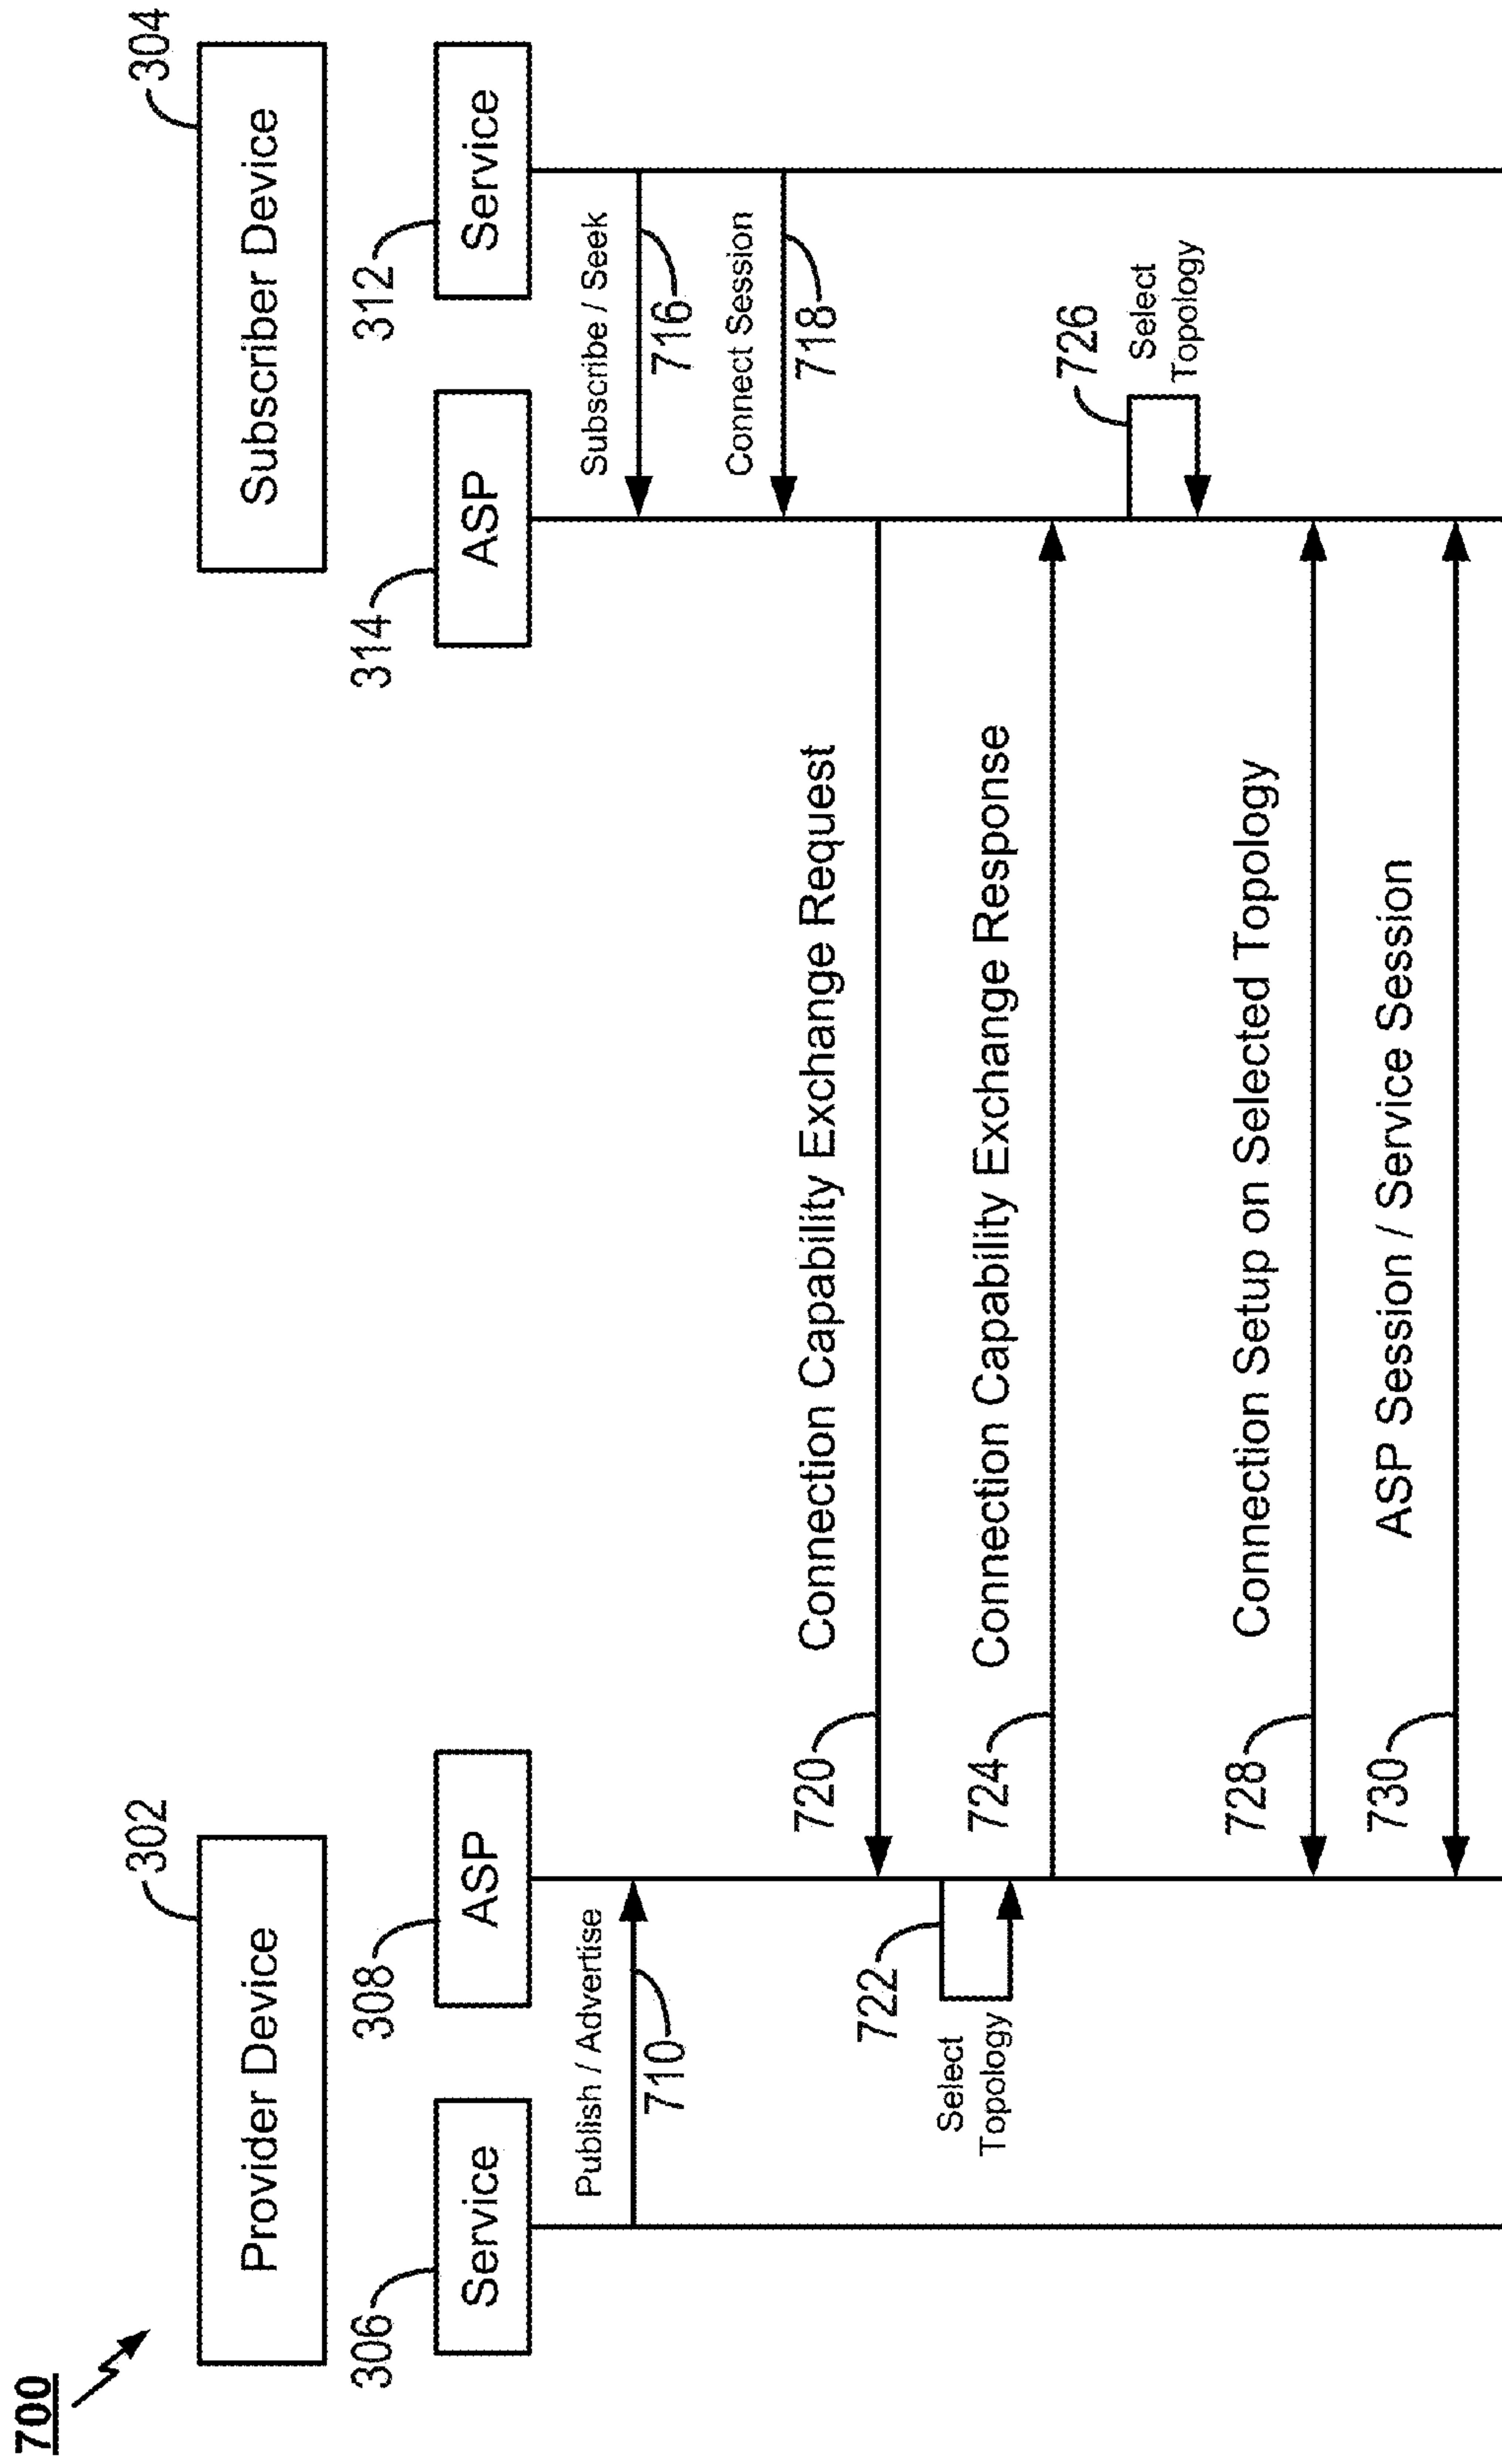 700
302
304
Provider Device
Subscriber Device
306
308
314
312
Service
ASP
ASP
Service
Publish / Advertise
Subscribe / Seek
710
716
Connect Session
718
720
Connection Capability Exchange Request
722
Select
Topology
724
Connection Capability Exchange Response
726
Select
Topology
728
Connection Setup on Selected Topology
730
ASP Session / Service Session